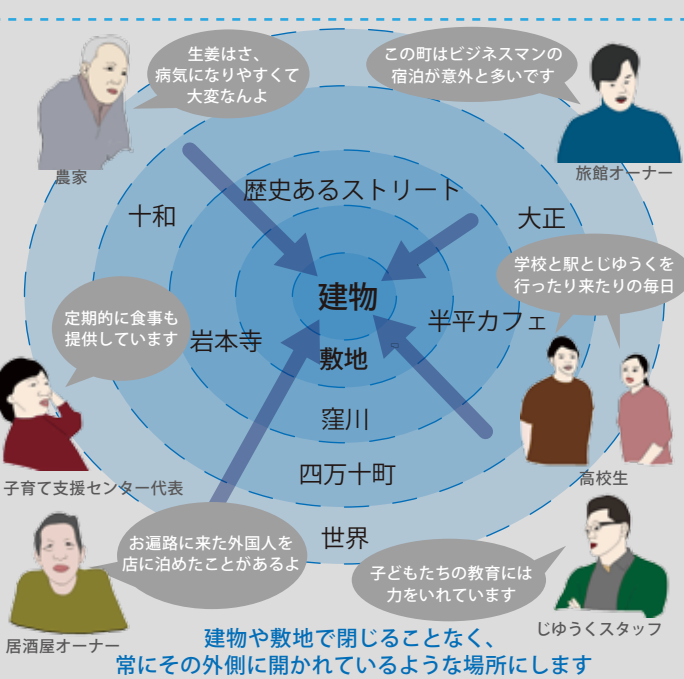 生姜はさ、
病気になりやすくて
大変なんよ
農家
この町はビジネスマンの
宿泊が意外と多いです
旅館オーナー
歴史あるストリート
十和
大正
学校と駅とじゆうくを
行ったり来たりの毎日
高校生
建物
半平カフェ
定期的に食事も
提供しています
子育て支援センター代表
岩本寺
敷地
窪川
四万十町
世界
お遍路に来た外国人を
店に泊めたことがあるよ
居酒屋オーナー
子どもたちの教育には
力をいれています
じゆうくスタッフ
建物や敷地で閉じることなく、
常にその外側に開かれているような場所にします